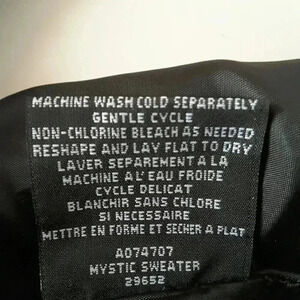 MACHINE WASH COLD SEPARATELY
GENTLE CYCLE
NON-CHLORINE BLEACH AS NEEDED
RESHAPE AND LAY FLAT TO DRY
LAVER SEPAREMENT A LA
MACHINE A L'EAU FROIDE
CYCLE DELICAT
BLANCHIR SANS CHLORE
SI NECESSAIRE
METTRE EN FORME ET SECHER A PLAT
A074707
MYSTIC SWEATER
29652